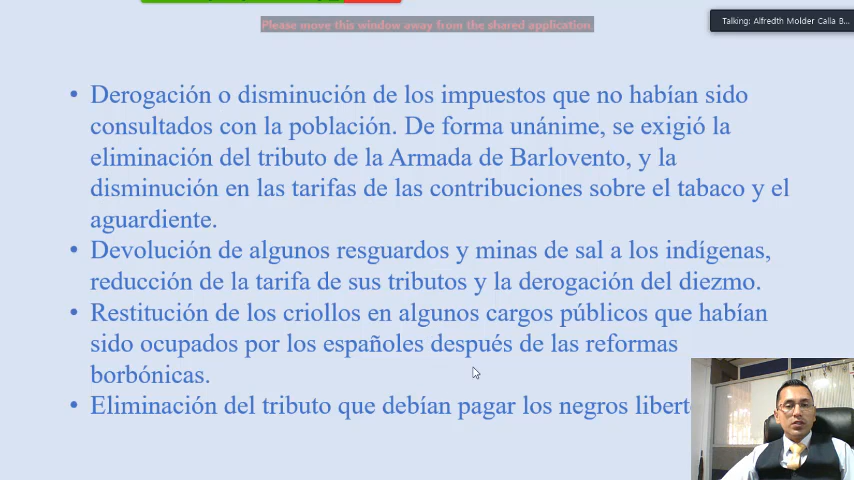 Please move this window away from the shared application.
Talking: Alfredth Molder Calla B...
• Derogación o disminución de los impuestos que no habían sido
consultados con la población. De forma unánime, se exigió la
eliminación del tributo de la Armada de Barlovento, y la
disminución en las tarifas de las contribuciones sobre el tabaco y el
aguardiente.
• Devolución de algunos resguardos y minas de sal a los indígenas,
reducción de la tarifa de sus tributos y la derogación del diezmo.
• Restitución de los criollos en algunos cargos públicos que habían
sido ocupados por los españoles después de las reformas
borbónicas.
• Eliminación del tributo que debían pagar los negros